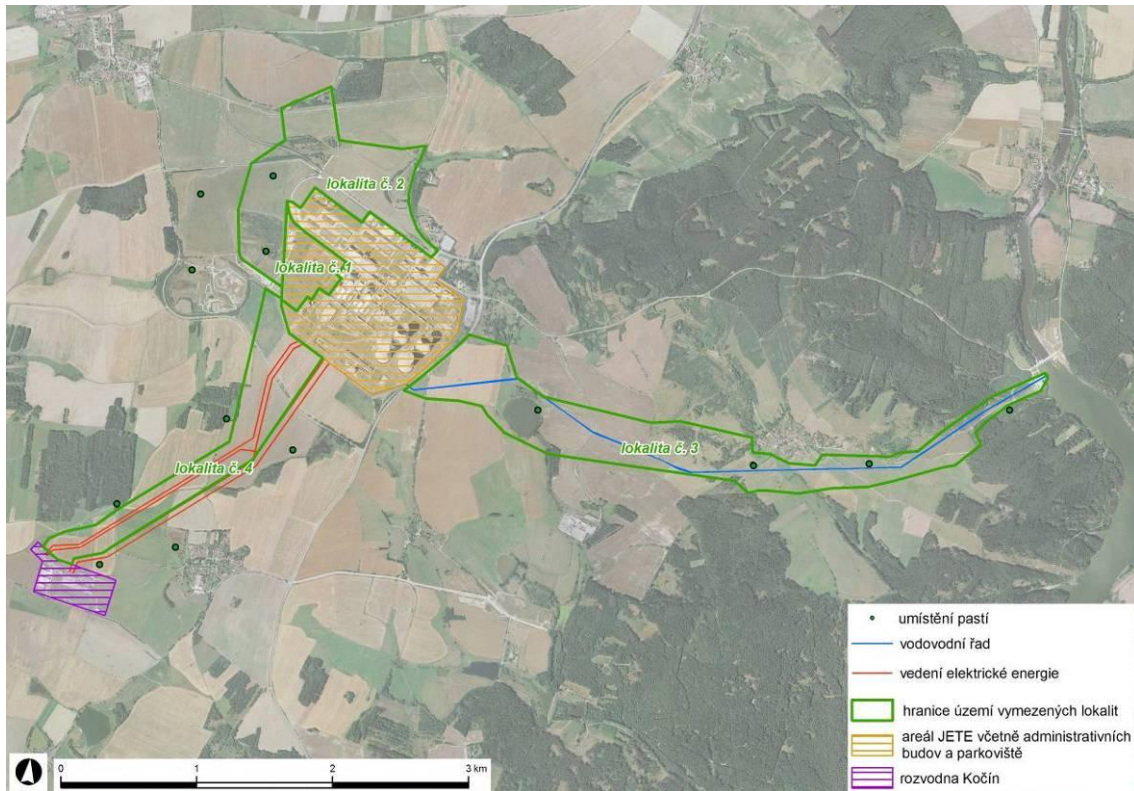 lokalita č. 2
lokalita č. 1
lokalita č. 3
lokalita č. 4
umístění pastí
vodovodní řad
vedení elektrické energie
hranice území vymezených lokalit
areál JETE včetně administrativních
budov a parkoviště
rozvodna Kočín
0 1 2 3 km